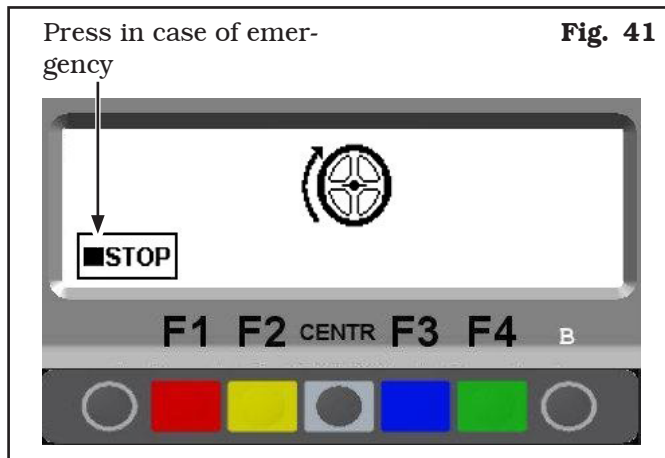 Press in case of emer-
gency
Fig. 41
STOP
F1 F2 CENTR F3 F4 B